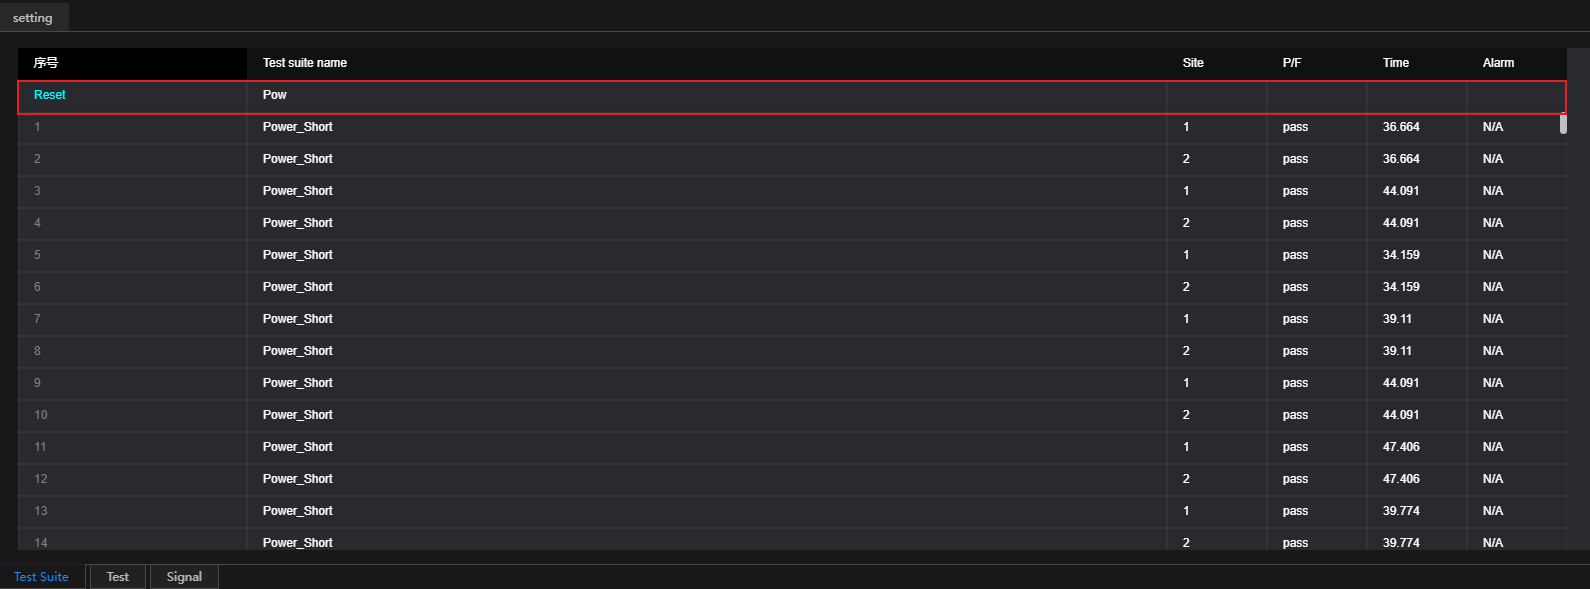 setting
序号 Test suite name Site P/F Time Alarm
Reset Pow
1 Power_Short 1 pass 36.664 N/A
2 Power_Short 2 pass 36.664 N/A
3 Power_Short 1 pass 44.091 N/A
4 Power_Short 2 pass 44.091 N/A
5 Power_Short 1 pass 34.159 N/A
6 Power_Short 2 pass 34.159 N/A
7 Power_Short 1 pass 39.11 N/A
8 Power_Short 2 pass 39.11 N/A
9 Power_Short 1 pass 44.091 N/A
10 Power_Short 2 pass 44.091 N/A
11 Power_Short 1 pass 47.406 N/A
12 Power_Short 2 pass 47.406 N/A
13 Power_Short 1 pass 39.774 N/A
14 Power_Short 2 pass 39.774 N/A
Test Suite Test Signal